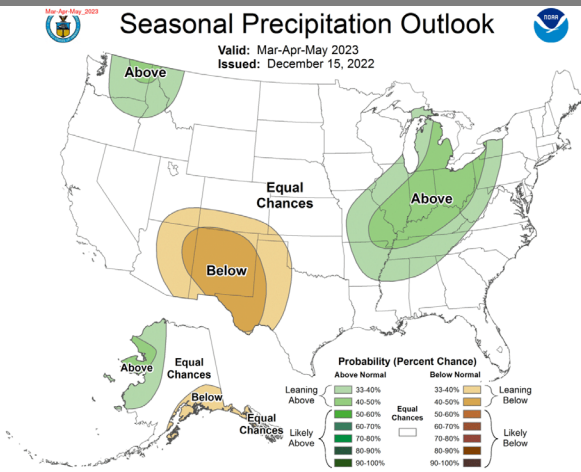 Mar-Apr-May_2023
Seasonal Precipitation Outlook
NOAA
Valid: Mar-Apr-May 2023
Issued: December 15, 2022
Above
Equal
Chances
Above
Below
Above
Equal
Chances
Below
Equal
Chances
Probability (Percent Chance)
Above Normal
Below Normal
Leaning
Above
33-40%
40-50%
Likely
Above
50-60%
60-70%
70-80%
80-90%
90-100%
Equal
Chances
33-40%
40-50%
Leaning
Below
50-60%
60-70%
70-80%
80-90%
90-100%
Likely
Below